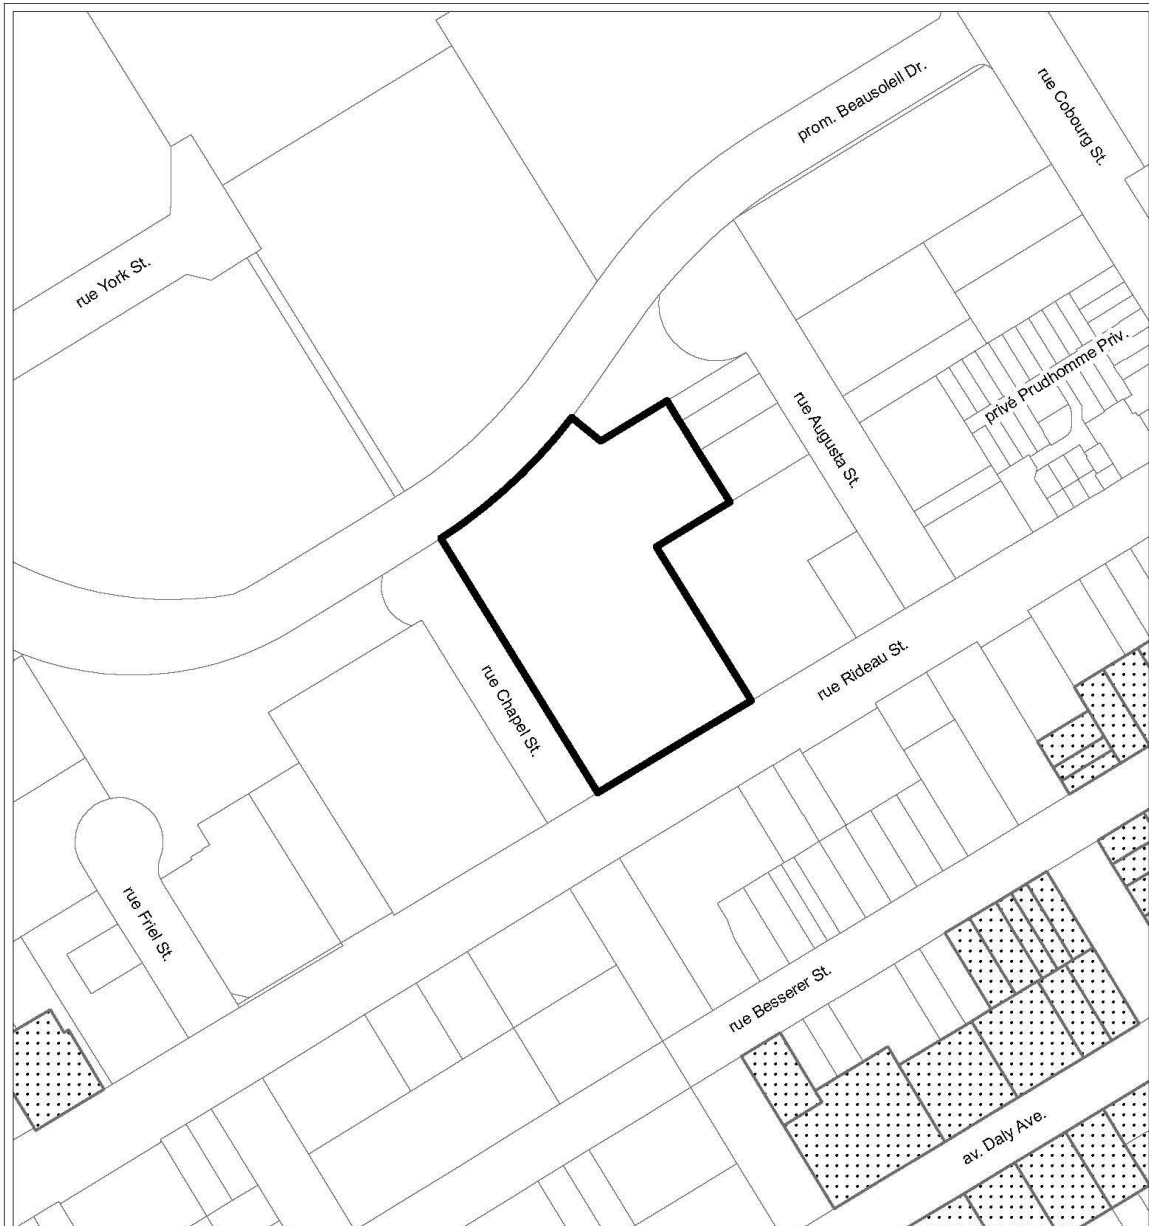 prom. Beausoleil Dr.
rue Cobourg St.
rue York St.
privé Prudhomme Priv.
rue Augusta St.
rue Chapel St.
rue Rideau St.
rue Friel St.
rue Besserer St.
av. Daly Ave.